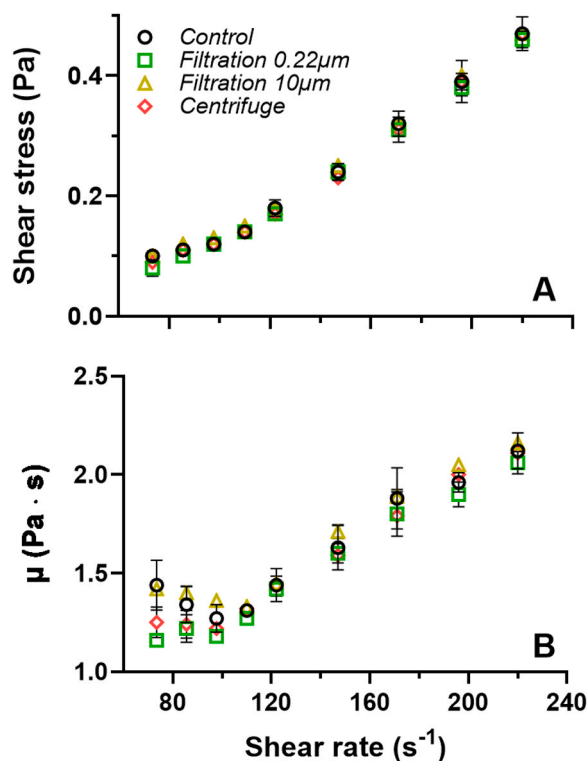 Control
Filtration 0.22µm
Filtration 10µm
Centrifuge
Shear stress (Pa)
0.4
0.2
0.0
A
µ (Pa · s)
2.5
2.0
1.5
1.0
B
80 120 160 200 240
Shear rate (s-1)